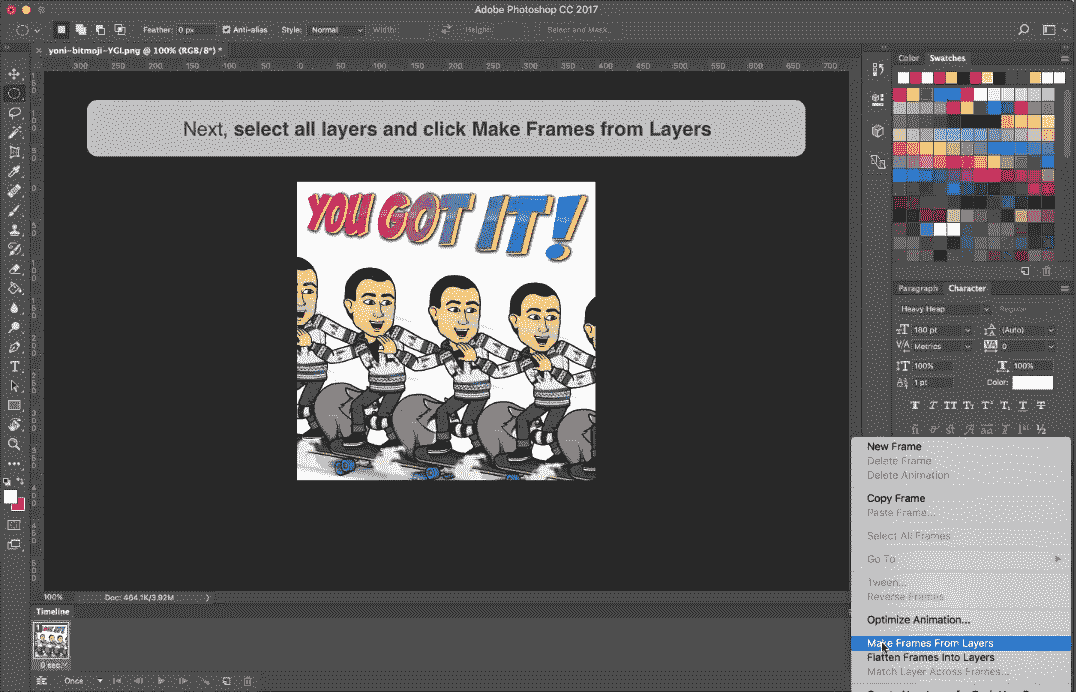 Adobe Photoshop CC 2017
Feather: 0 px
Anti-alias
Style: Normal
Width:
Height:
Select and Mask...
yoni-bitmoji-YGI.png @ 100% (RGB/8*) *
300 250 200 150 100 50 0 50 100 150 200 250 300 350 400 450 500 550 600 650 700
Color Swatches
Next, select all layers and click Make Frames from Layers
YOU GOT IT!
Paragraph Character
Heavy Heap
Regular
180 pt
(Auto)
Metrics
0
100%
100%
1 pt
Color:
New Frame
Delete Frame
Delete Animation
Copy Frame
Paste Frame...
Select All Frames
Go To
Tween...
Reverse Frames
Optimize Animation...
Make Frames From Layers
Flatten Frames Into Layers
Match Layer Across Frames...
100%
Doc: 464.1K/3.92M
Timeline
1
0 sec.
Once